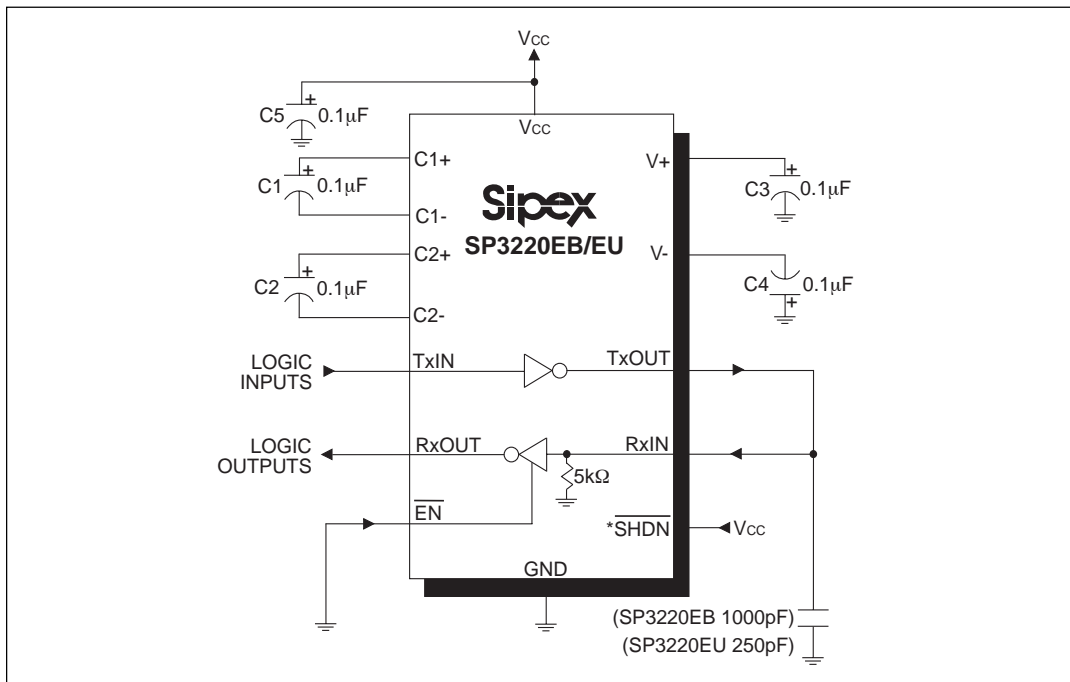 VCC
C5 + 0.1µF
VCC
C1 + 0.1µF
C1+
C1-
C2 + 0.1µF
C2+
C2-
Sipex
SP3220EB/EU
V+
C3 + 0.1µF
V-
C4 0.1µF +
LOGIC
INPUTS
TxIN
TxOUT
LOGIC
OUTPUTS
RxOUT
RxIN
5kΩ
EN
*SHDN
VCC
GND
(SP3220EB 1000pF)
(SP3220EU 250pF)